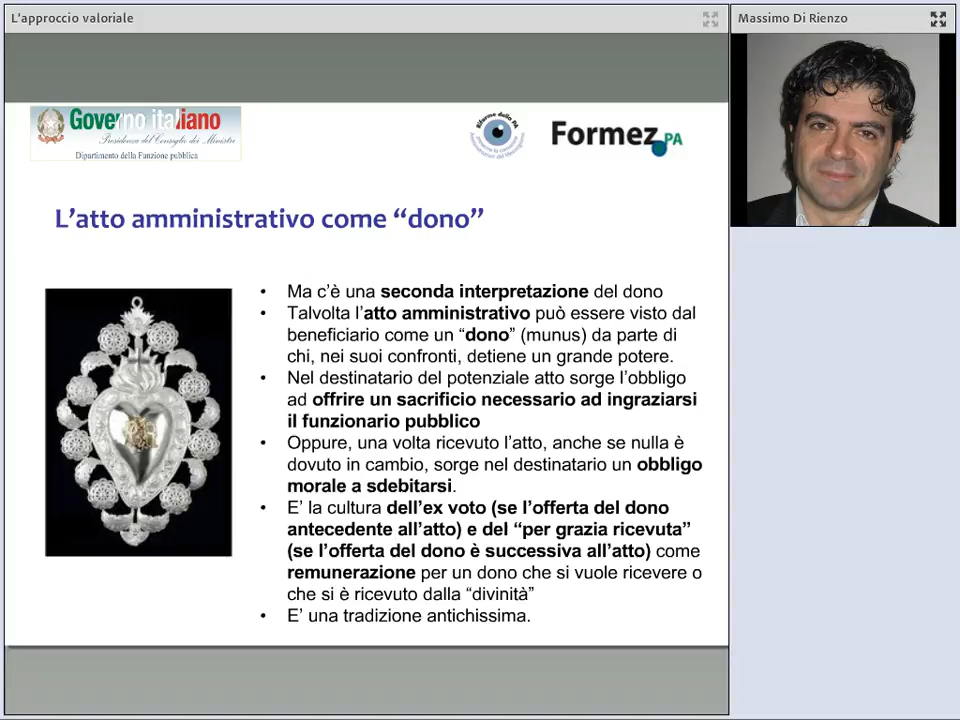 L'approccio valoriale
Massimo Di Rienzo
Governo italiano
Presidenza del Consiglio dei Ministri
Dipartimento della Funzione pubblica
Riforme della PA
Formez PA
L’atto amministrativo come “dono”
• Ma c’è una seconda interpretazione del dono
• Talvolta l’atto amministrativo può essere visto dal
beneficiario come un “dono” (munus) da parte di
chi, nei suoi confronti, detiene un grande potere.
• Nel destinatario del potenziale atto sorge l’obbligo
ad offrire un sacrificio necessario ad ingraziarsi
il funzionario pubblico
• Oppure, una volta ricevuto l’atto, anche se nulla è
dovuto in cambio, sorge nel destinatario un obbligo
morale a sdebitarsi.
• E’ la cultura dell’ex voto (se l’offerta del dono
antecedente all’atto) e del “per grazia ricevuta”
(se l’offerta del dono è successiva all’atto) come
remunerazione per un dono che si vuole ricevere o
che si è ricevuto dalla “divinità”
• E’ una tradizione antichissima.